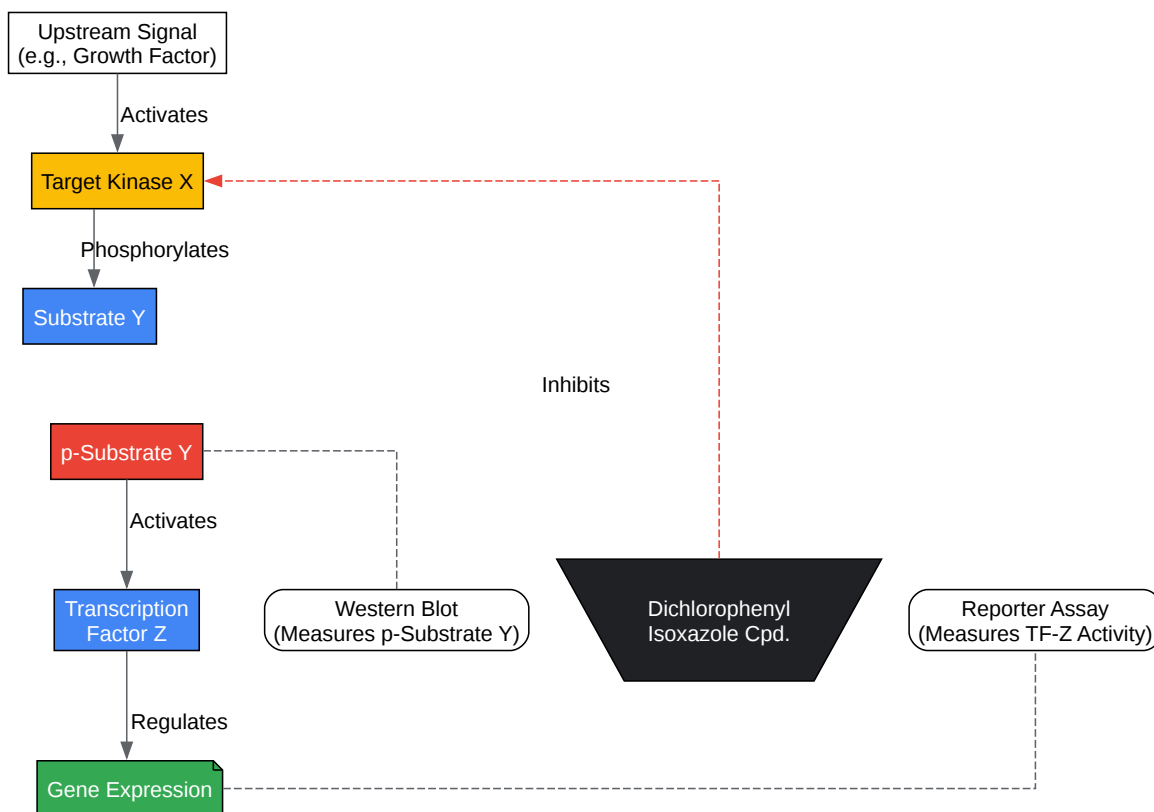 Upstream Signal
(e.g., Growth Factor)
Activates
Target Kinase X
Phosphorylates
Substrate Y
Inhibits
p-Substrate Y
Activates
Transcription
Factor Z
Western Blot
(Measures p-Substrate Y)
Dichlorophenyl
Isoxazole Cpd.
Reporter Assay
(Measures TF-Z Activity)
Regulates
Gene Expression